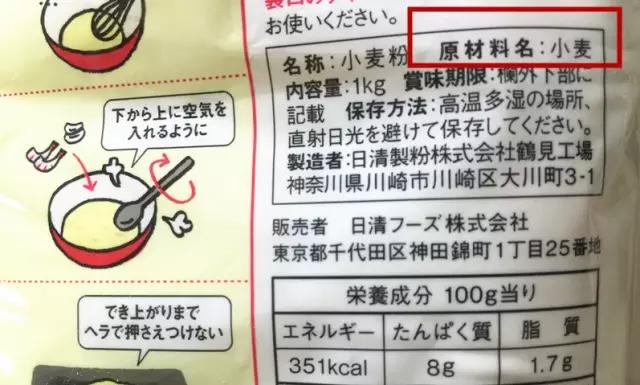 下から上に空気を
入れるように
でき上がりまで
ヘラで押さえつけない
お使いください。
名称:小麦粉 原材料名:小麦
内容量:1kg 賞味期限:欄外下部に
記載 保存方法:高温多湿の場所、
直射日光を避けて保存してください。
製造者:日清製粉株式会社鶴見工場
神奈川県川崎市川崎区大川町3-1
販売者 日清フーズ株式会社
東京都千代田区神田錦町1丁目25番地
栄養成分 100g当り
エネルギー たんぱく質 脂質
351kcal 8g 1.7g